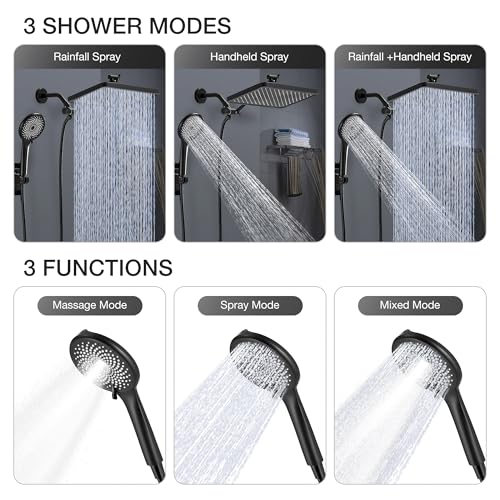 3 SHOWER MODES
Rainfall Spray
Handheld Spray
Rainfall +Handheld Spray
3 FUNCTIONS
Massage Mode
Spray Mode
Mixed Mode